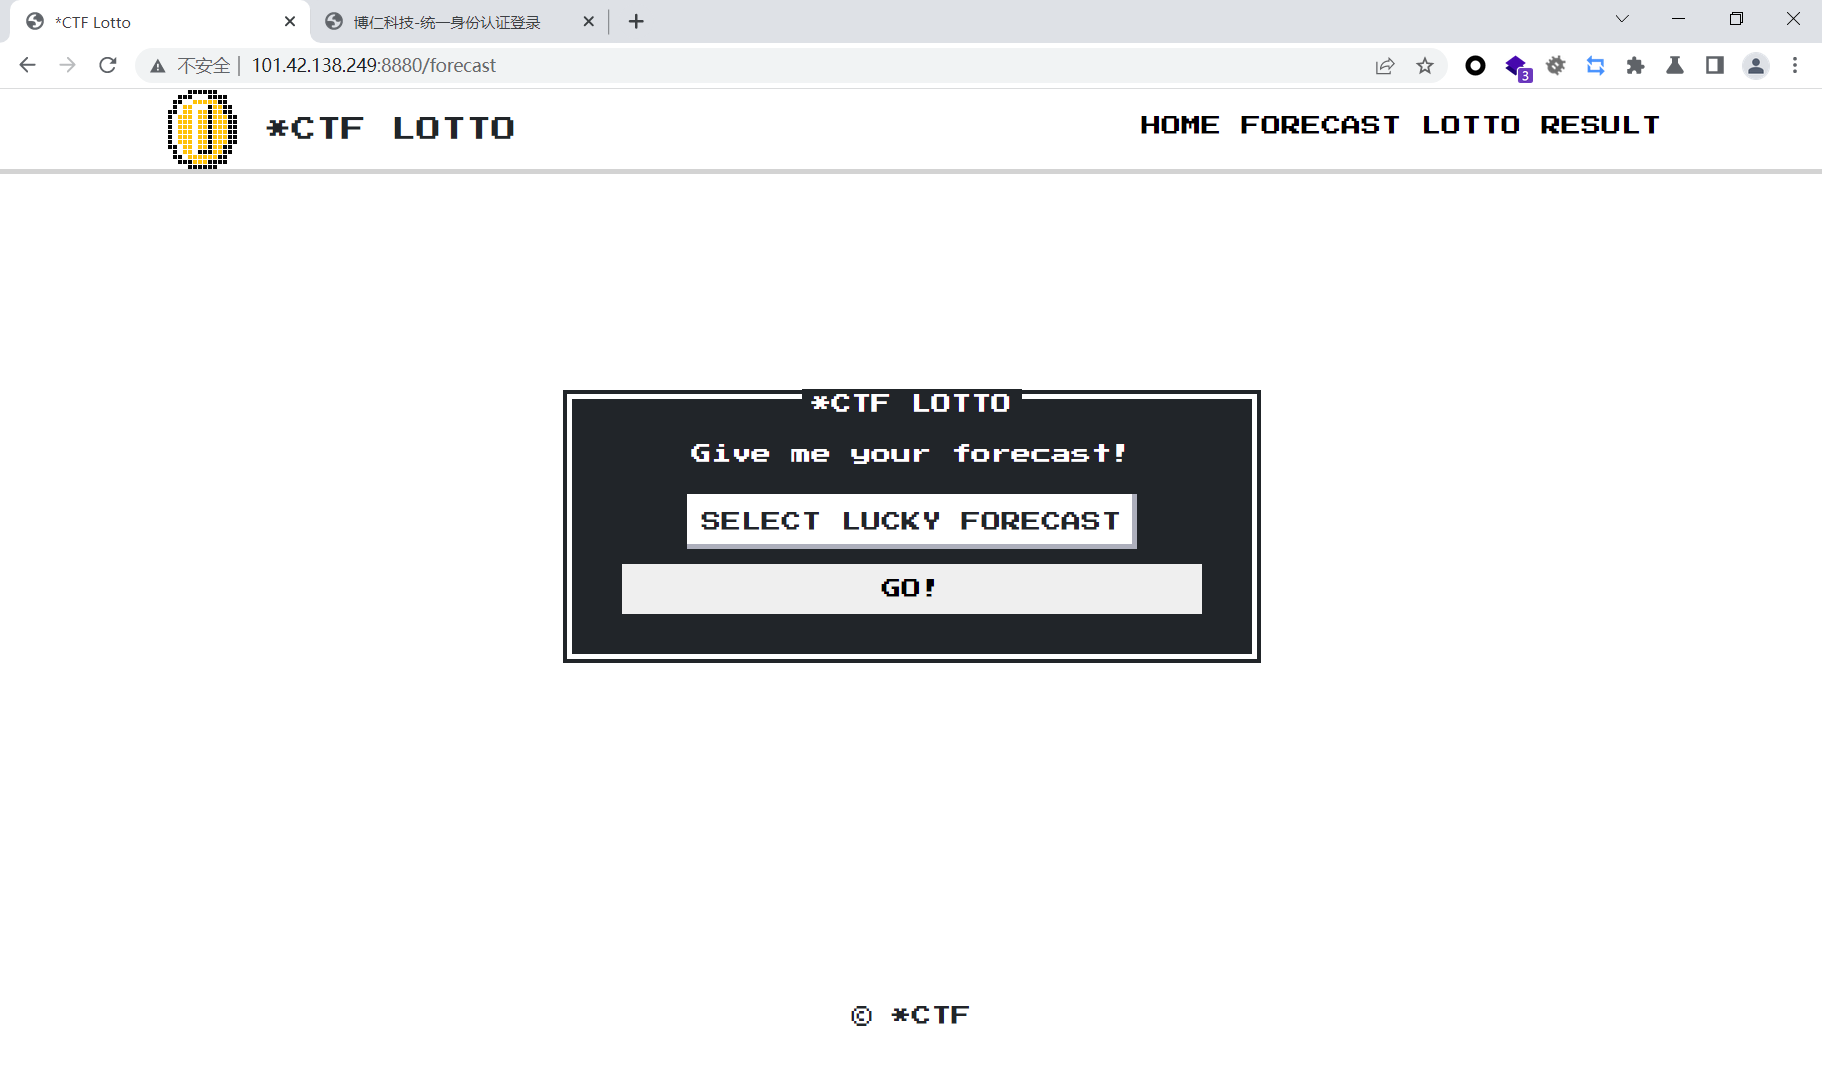 *CTF Lotto
博仁科技-统一身份认证登录
不安全 | 101.42.138.249:8880/forecast
3
*CTF LOTTO
HOME FORECAST LOTTO RESULT
*CTF LOTTO
Give me your forecast!
SELECT LUCKY FORECAST
GO!
© *CTF